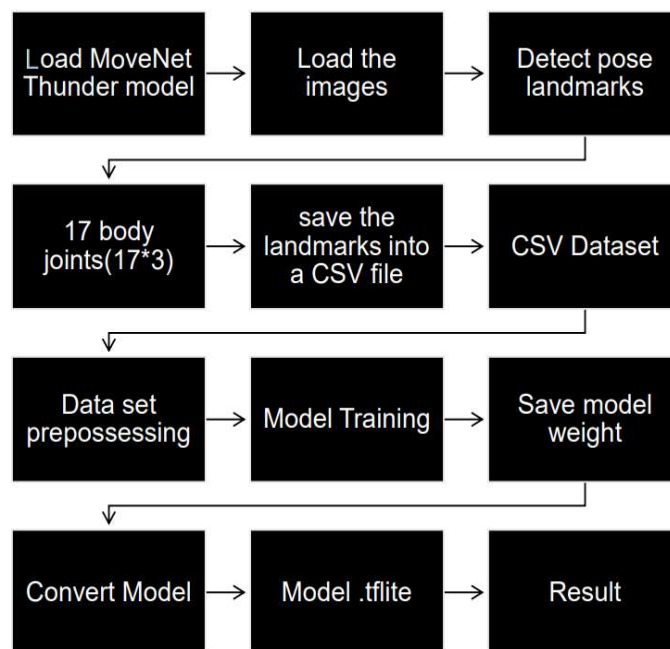 Load MoveNet
Thunder model
Load the
images
Detect pose
landmarks
17 body
joints(17*3)
save the
landmarks into
a CSV file
CSV Dataset
Data set
prepossessing
Model Training
Save model
weight
Convert Model
Model .tflite
Result